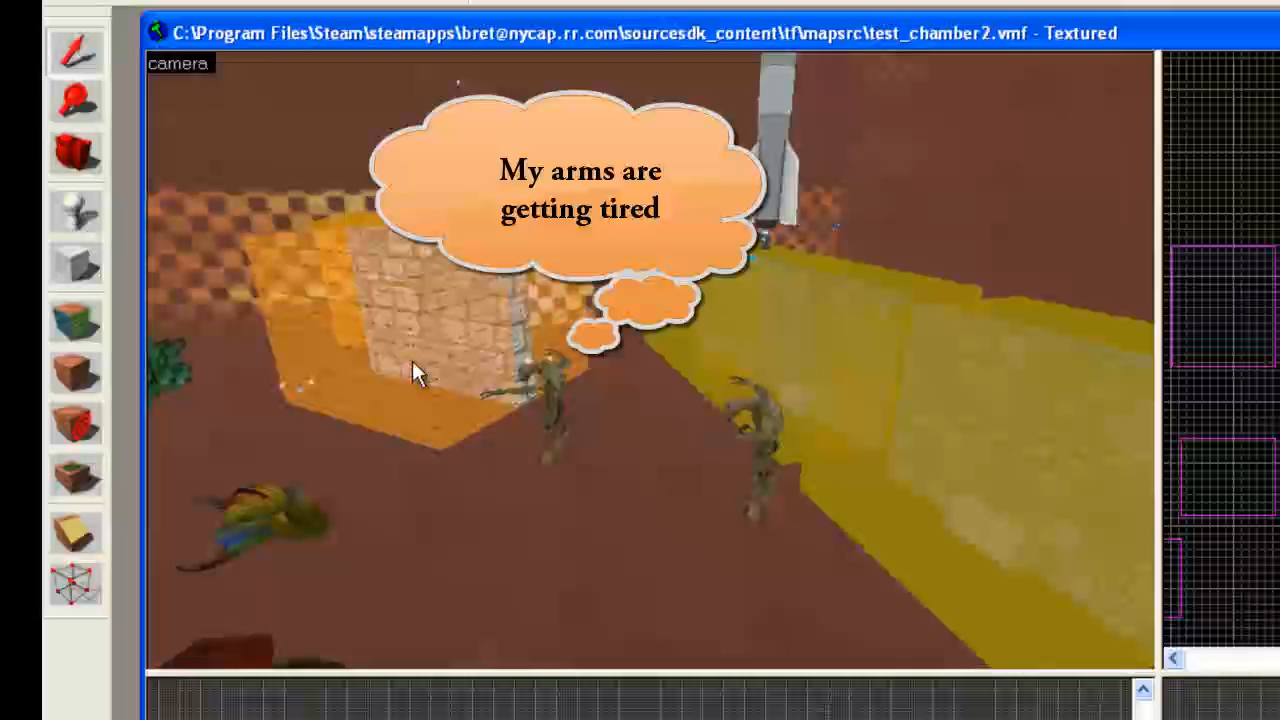 C:\Program Files\Steam\steamapps\bret@nycap.rr.com\sourcesdk_content\tf\mapsrc\test_chamber2.vmf - Textured
camera
My arms are
getting tired